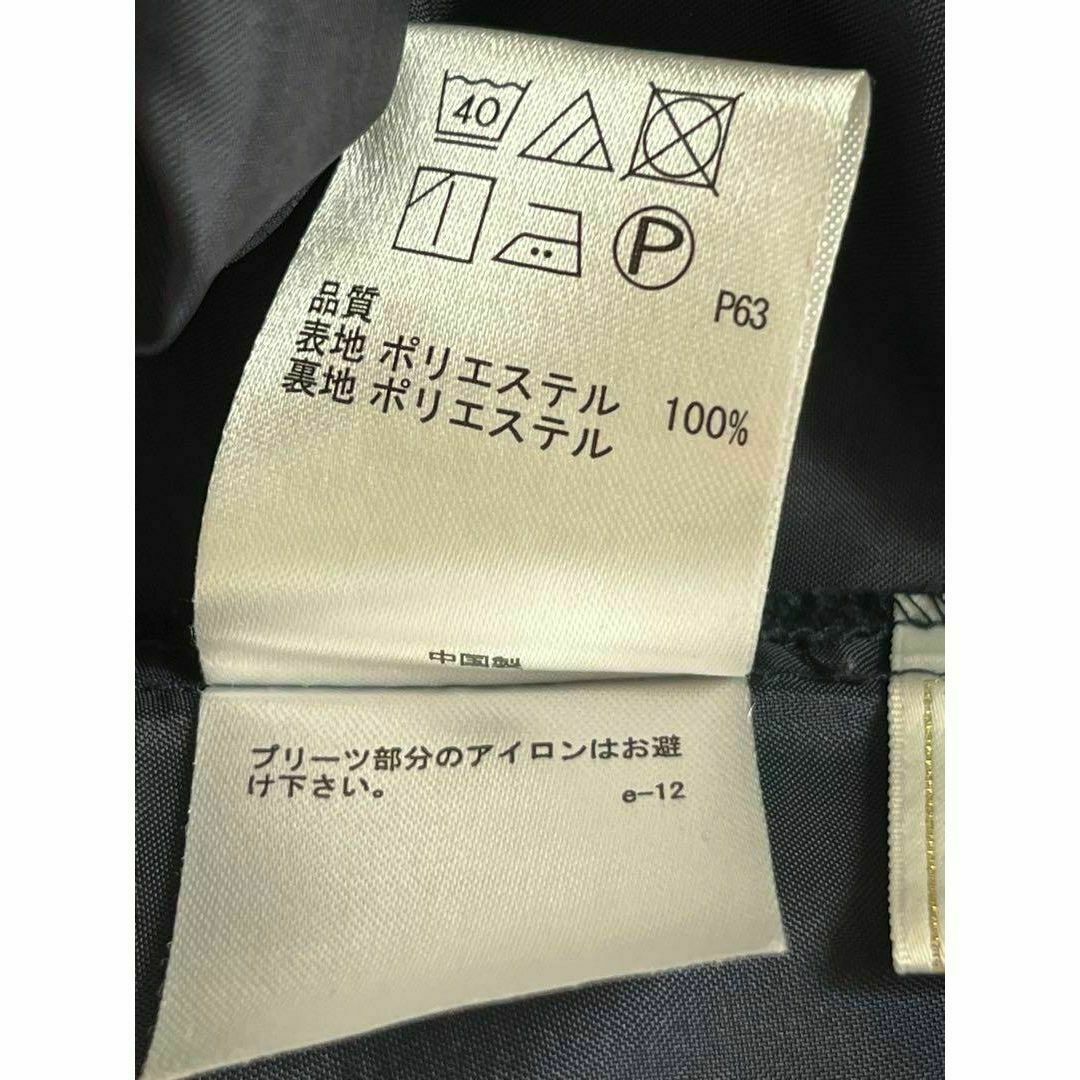 40
P
P63
品質
表地 ポリエステル
裏地 ポリエステル 100%
中国製
プリーツ部分のアイロンはお避
け下さい。
e-12